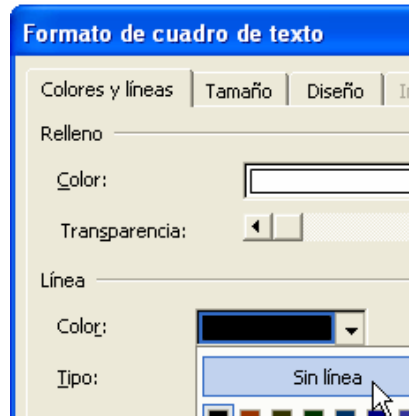 Formato de cuadro de texto
Colores y líneas Tamaño Diseño
Relleno
Color:
Transparencia:
Línea
Color:
Tipo:
Sin línea